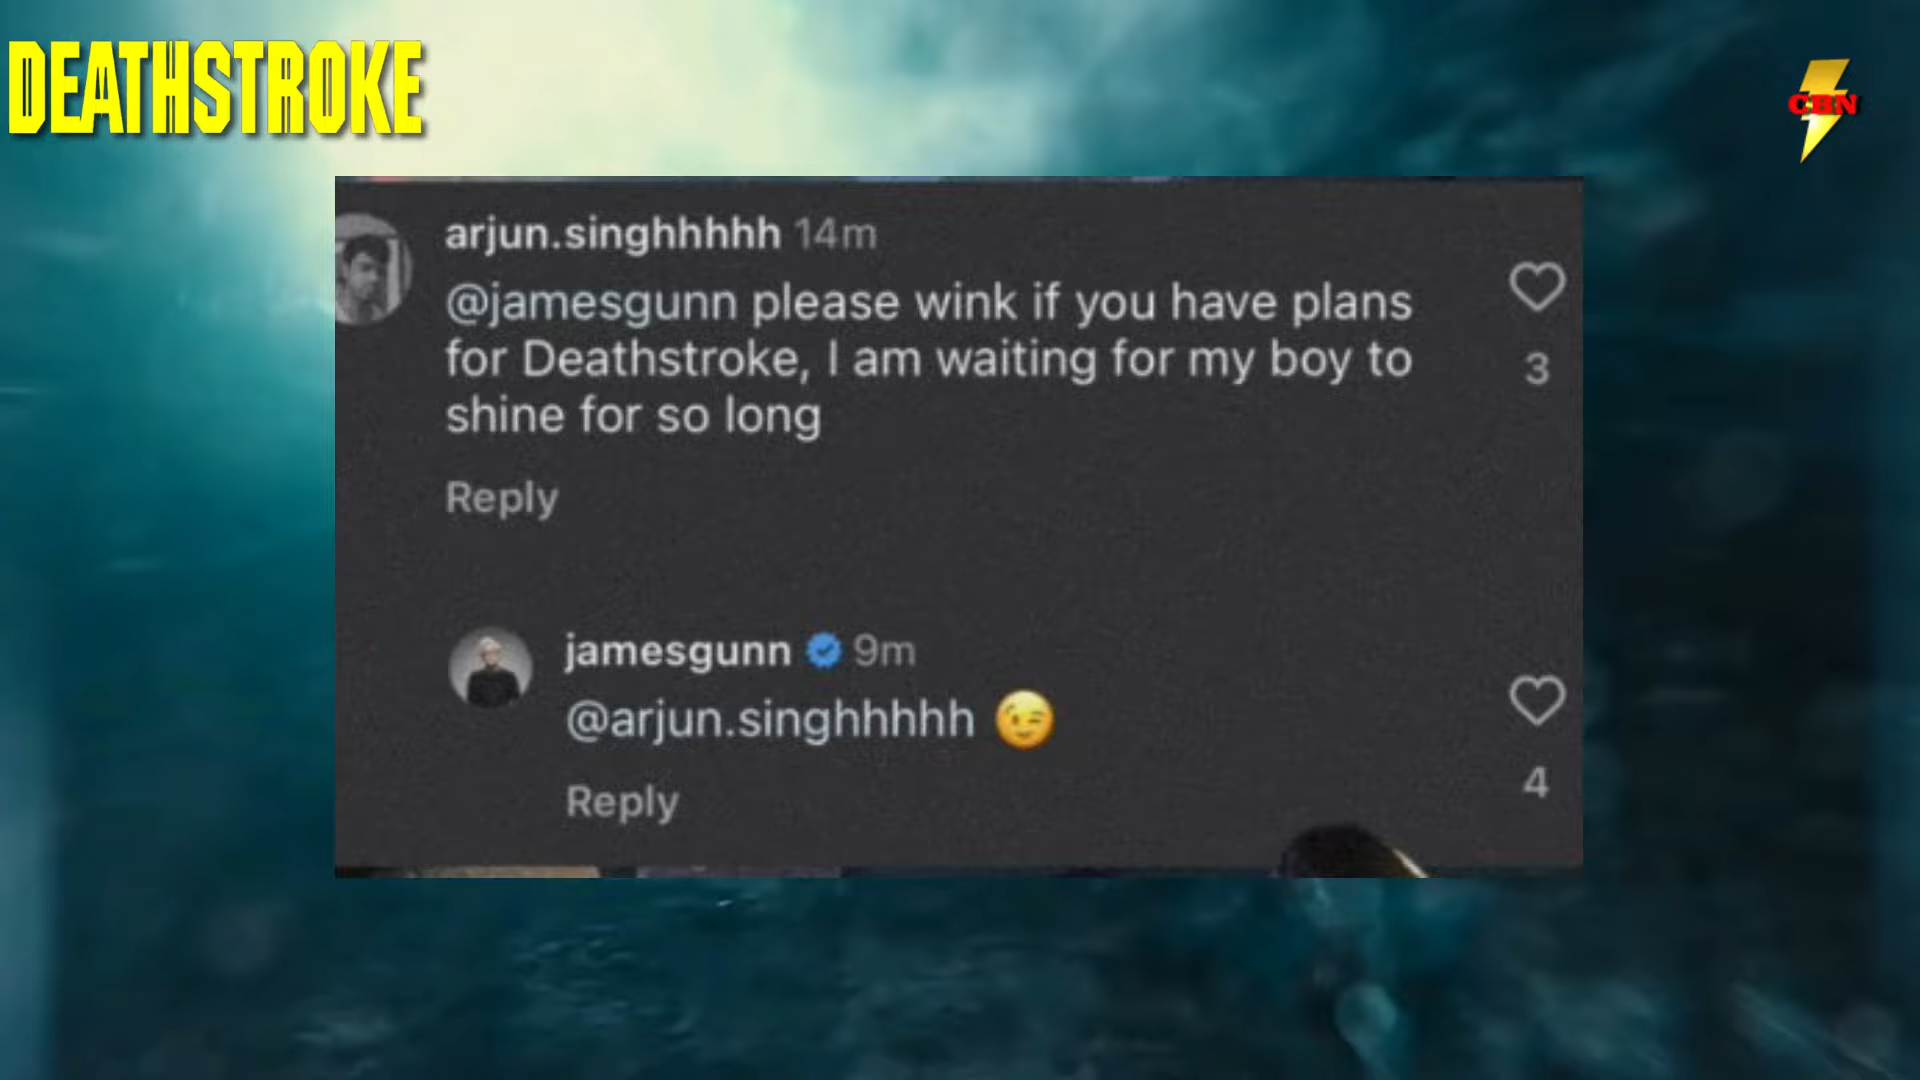 DEATHSTROKE
CBN
arjun.singhhhhh 14m
@jamesgunn please wink if you have plans
for Deathstroke, I am waiting for my boy to
shine for so long
3
Reply
jamesgunn 9m
@arjun.singhhhhh 😉
4
Reply